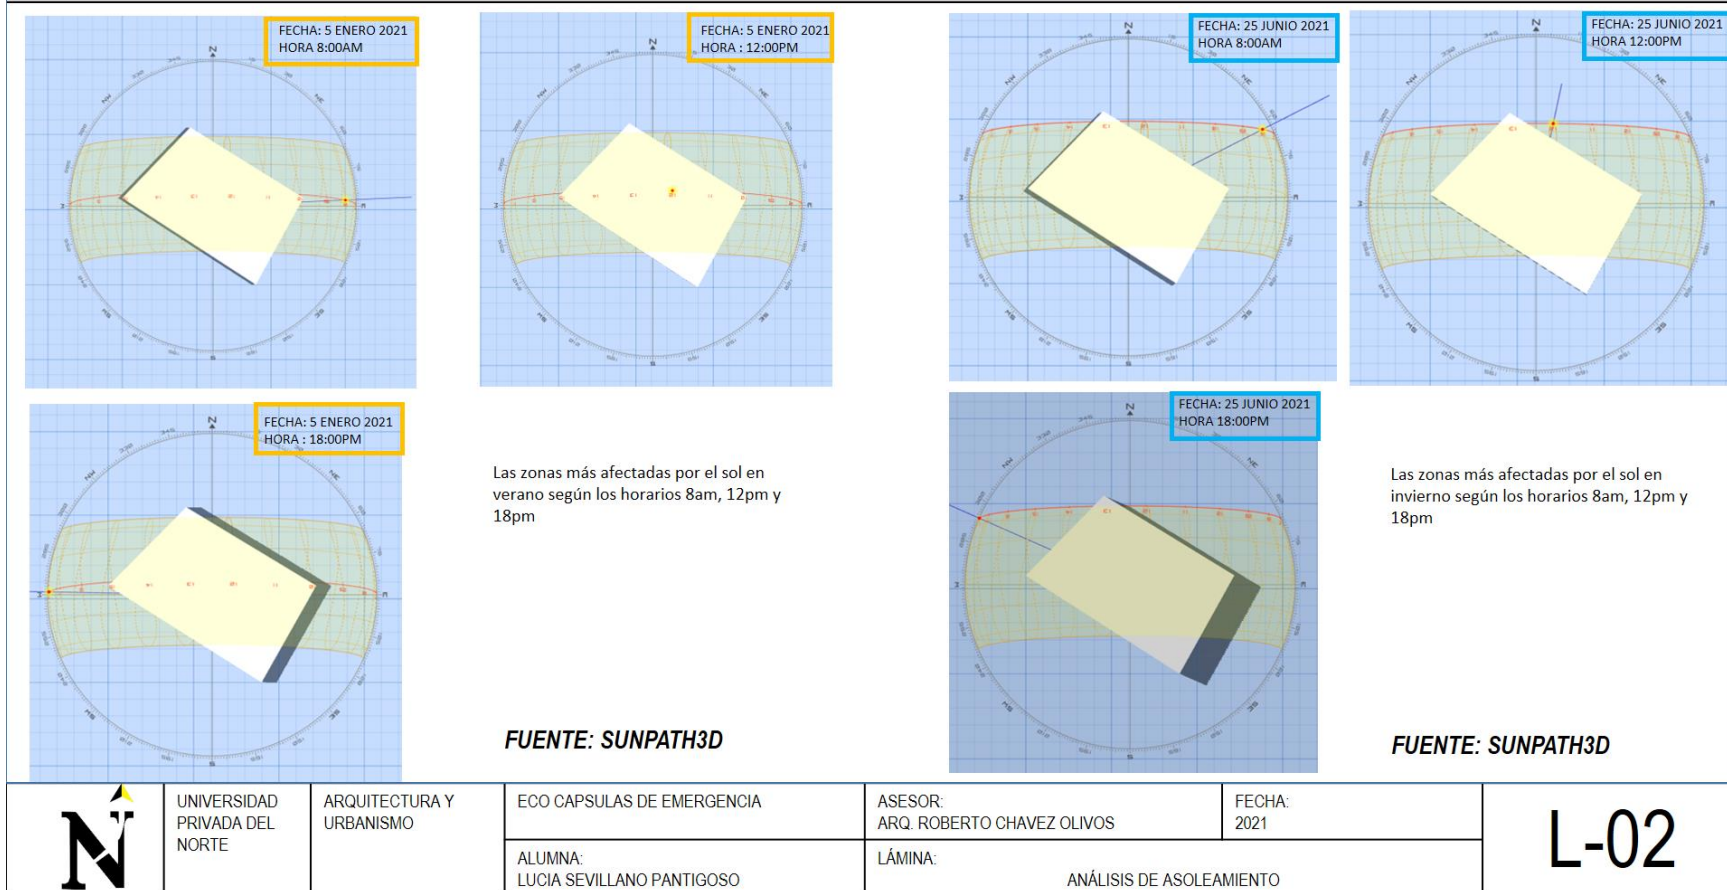 FECHA: 5 ENERO 2021
HORA 8:00AM
FECHA: 5 ENERO 2021
HORA : 12:00PM
FECHA: 25 JUNIO 2021
HORA 8:00AM
FECHA: 25 JUNIO 2021
HORA 12:00PM
FECHA: 5 ENERO 2021
HORA : 18:00PM
Las zonas más afectadas por el sol en
verano según los horarios 8am, 12pm y
18pm
FUENTE: SUNPATH3D
FECHA: 25 JUNIO 2021
HORA 18:00PM
Las zonas más afectadas por el sol en
invierno según los horarios 8am, 12pm y
18pm
FUENTE: SUNPATH3D
N
UNIVERSIDAD
PRIVADA DEL
NORTE
ARQUITECTURA Y
URBANISMO
ECO CAPSULAS DE EMERGENCIA
ALUMNA:
LUCIA SEVILLANO PANTIGOSO
ASESOR:
ARQ. ROBERTO CHAVEZ OLIVOS
FECHA:
2021
LÁMINA:
ANÁLISIS DE ASOLEAMIENTO
L-02